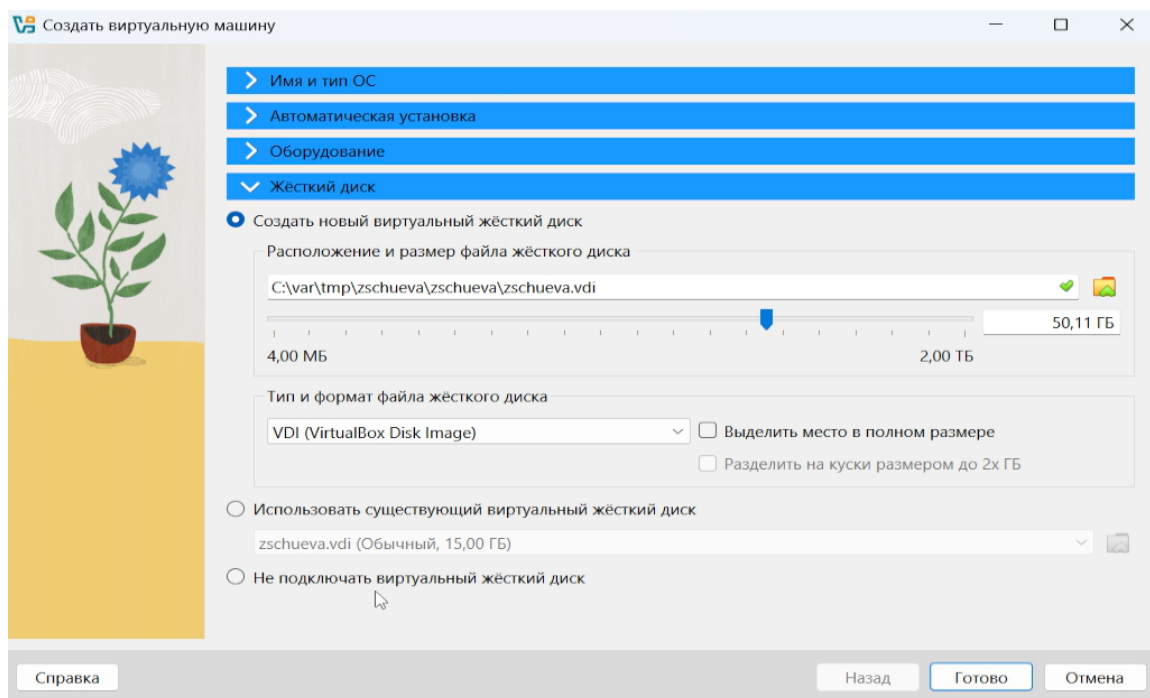 Создать виртуальную машину
Имя и тип ОС
Автоматическая установка
Оборудование
Жёсткий диск
Создать новый виртуальный жёсткий диск
Расположение и размер файла жёсткого диска
C:\var\tmp\zschueva\zschueva\zschueva.vdi
50,11 ГБ
4,00 МБ 2,00 ТБ
Тип и формат файла жёсткого диска
VDI (VirtualBox Disk Image) Выделить место в полном размере
Разделить на куски размером до 2х ГБ
Использовать существующий виртуальный жёсткий диск
zschueva.vdi (Обычный, 15,00 ГБ)
Не подключать виртуальный жёсткий диск
Справка Назад Готово Отмена